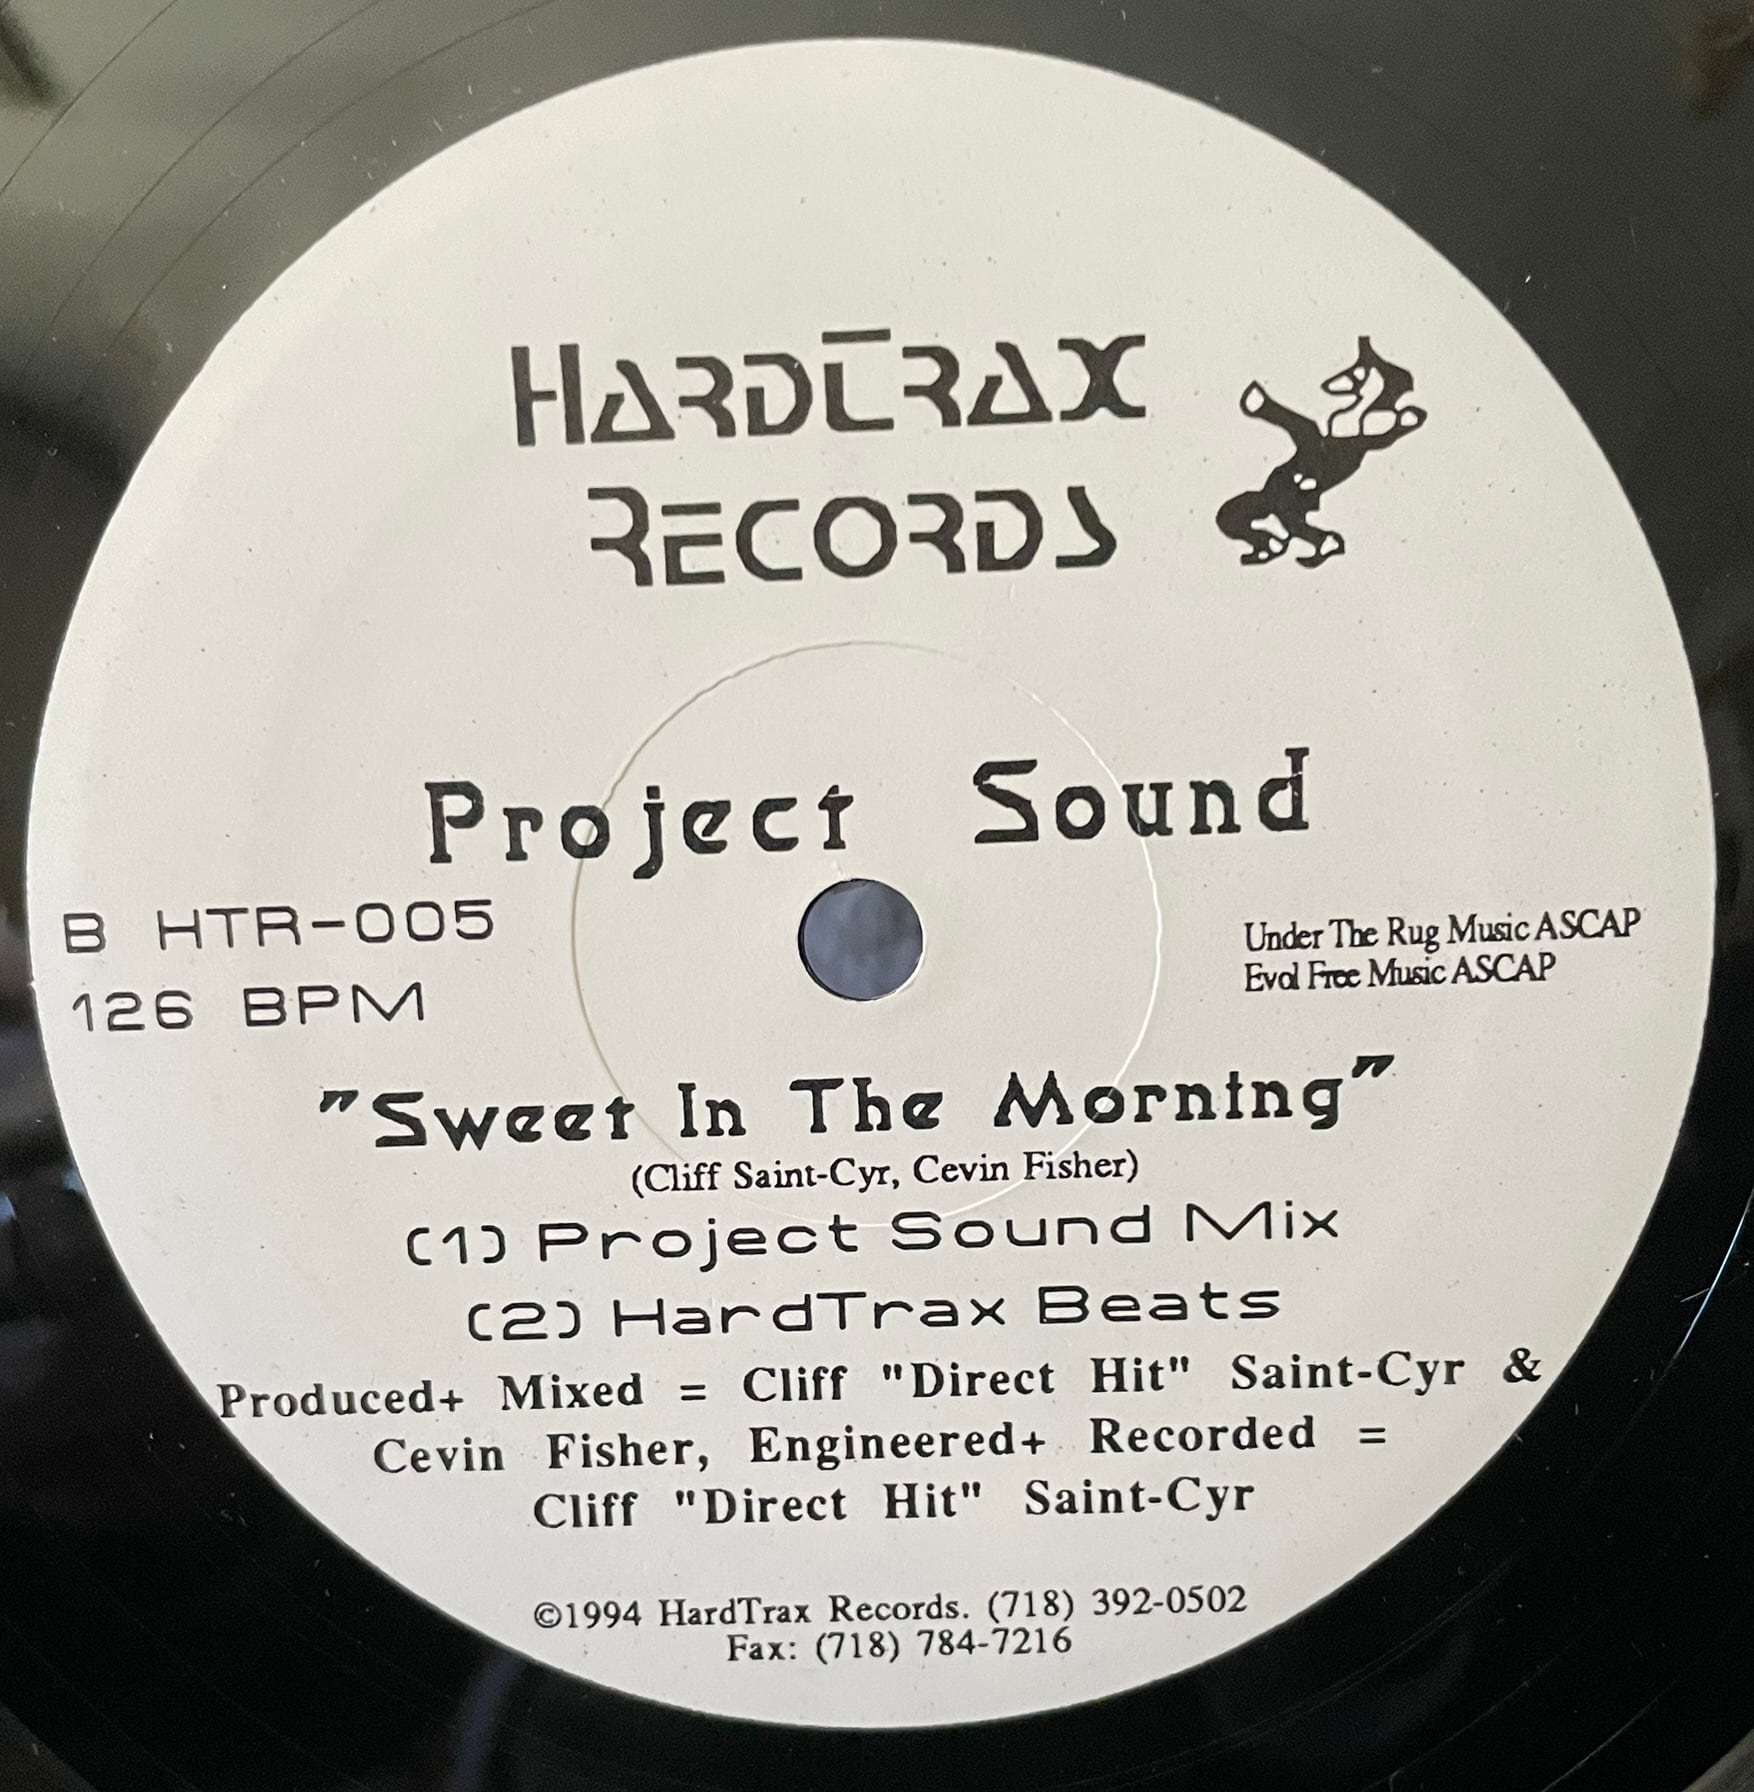 HARDTRAX
RECORDS
Project Sound
B HTR-005
126 BPM
Under The Rug Music ASCAP
Evol Free Music ASCAP
"Sweet In The Morning"
(Cliff Saint-Cyr, Cevin Fisher)
(1) Project Sound Mix
(2) HardTrax Beats
Produced+ Mixed = Cliff "Direct Hit" Saint-Cyr &
Cevin Fisher, Engineered+ Recorded =
Cliff "Direct Hit" Saint-Cyr
©1994 HardTrax Records. (718) 392-0502
Fax: (718) 784-7216